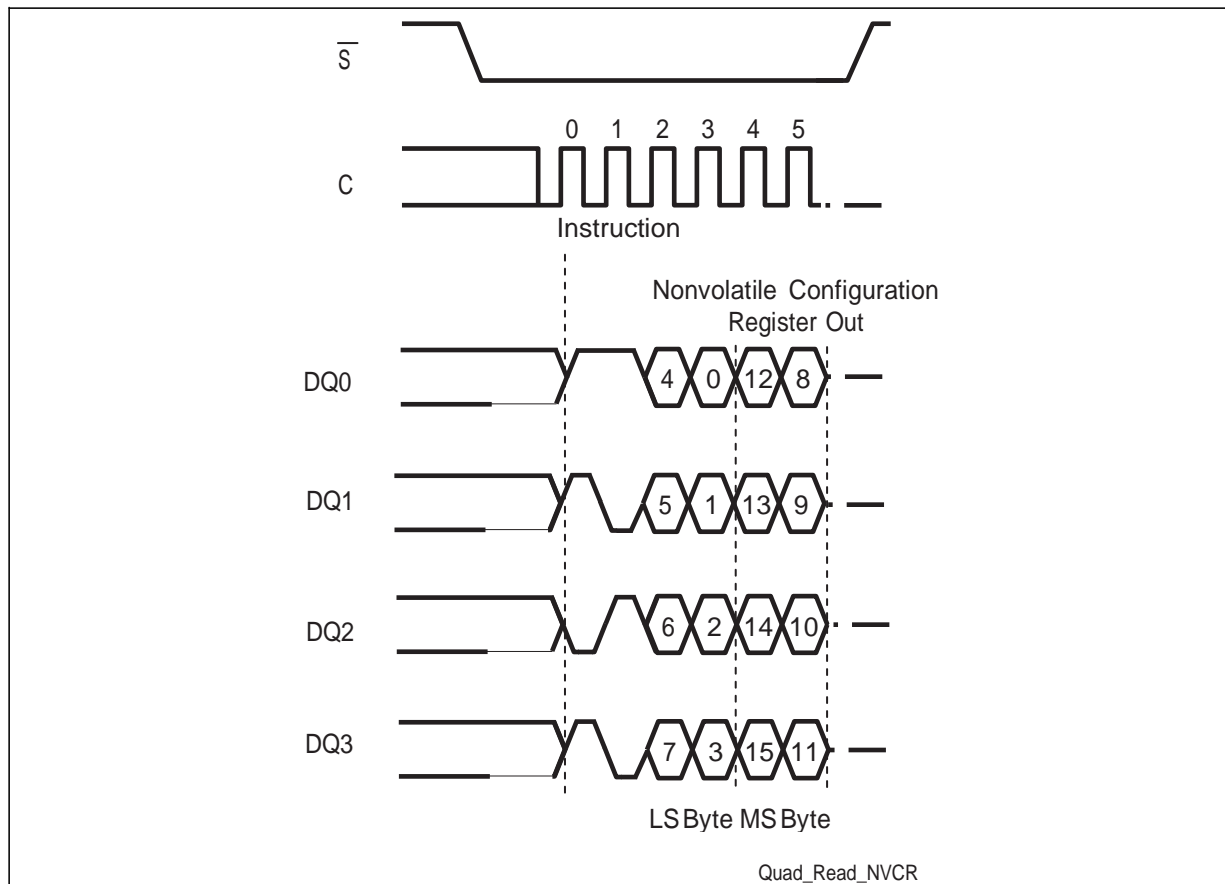 S
0 1 2 3 4 5
C
Instruction
Nonvolatile Configuration
Register Out
DQ0 4 0 12 8
DQ1 5 1 13 9
DQ2 6 2 14 10
DQ3 7 3 15 11
LS Byte MS Byte
Quad_Read_NVCR